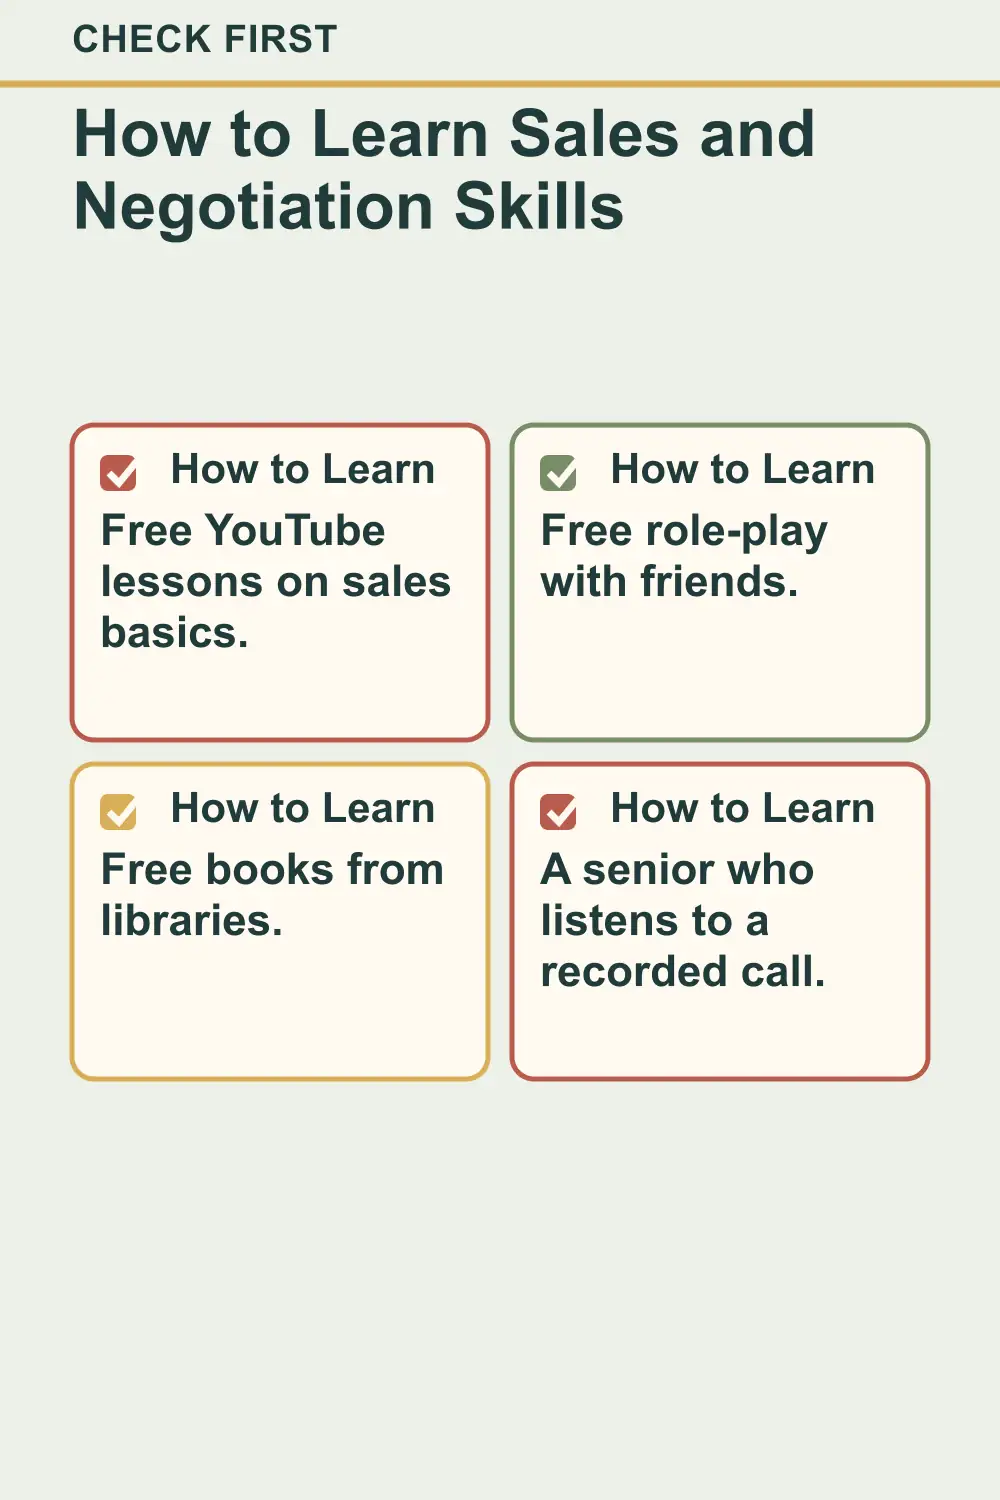 CHECK FIRST
How to Learn Sales and
Negotiation Skills
How to Learn
Free YouTube
lessons on sales
basics.
How to Learn
Free role-play
with friends.
How to Learn
Free books from
libraries.
How to Learn
A senior who
listens to a
recorded call.